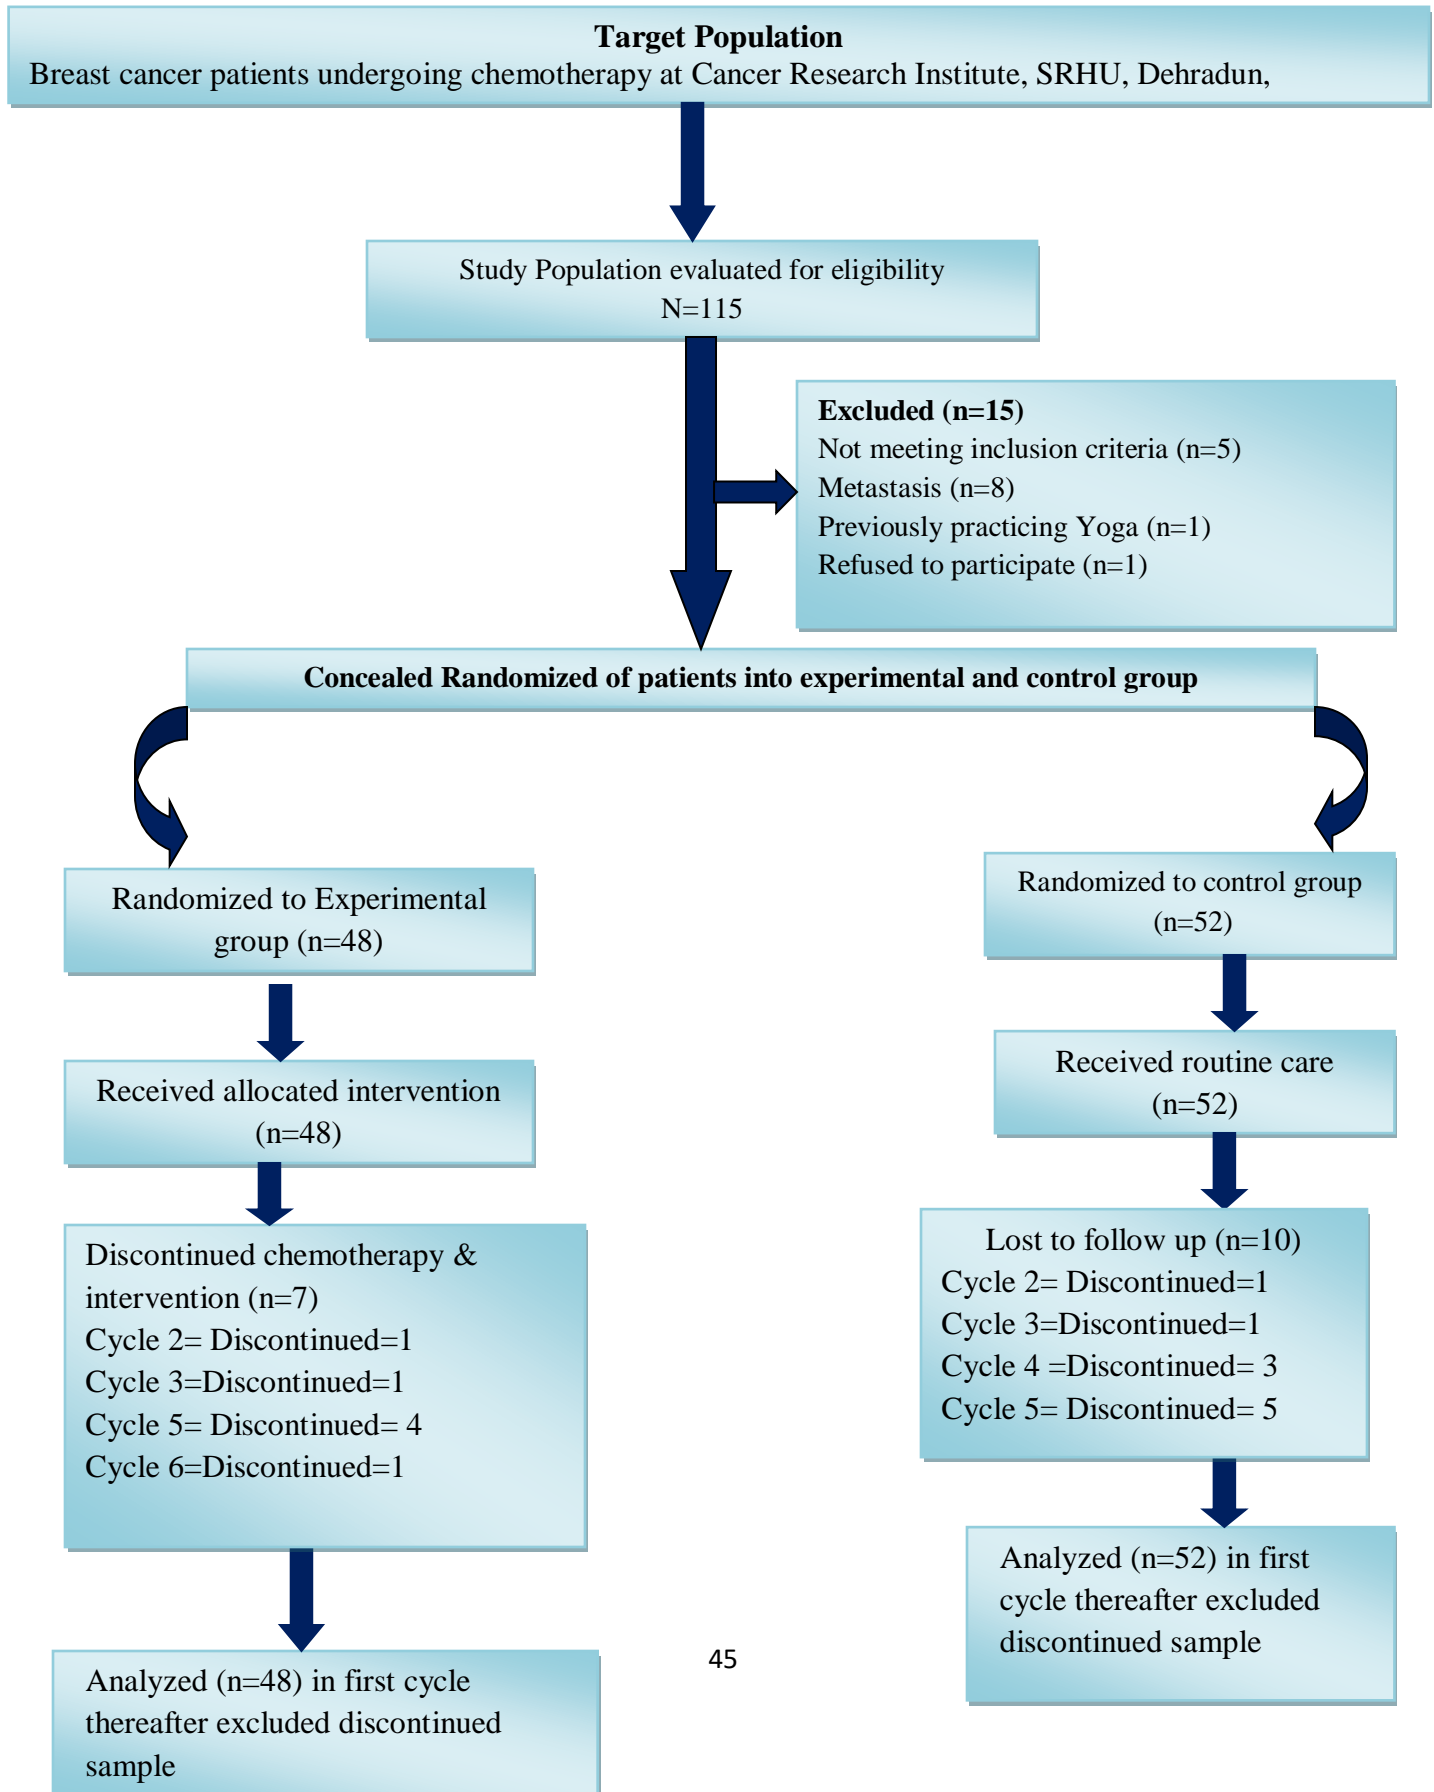 Target Population
Breast cancer patients undergoing chemotherapy at Cancer Research Institute, SRHU, Dehradun,
Study Population evaluated for eligibility
N=115
Excluded (n=15)
Not meeting inclusion criteria (n=5)
Metastasis (n=8)
Previously practicing Yoga (n=1)
Refused to participate (n=1)
Concealed Randomized of patients into experimental and control group
Randomized to Experimental
group (n=48)
Received allocated intervention
(n=48)
Discontinued chemotherapy &
intervention (n=7)
Cycle 2= Discontinued=1
Cycle 3=Discontinued=1
Cycle 5= Discontinued= 4
Cycle 6=Discontinued=1
Analyzed (n=48) in first cycle
thereafter excluded discontinued
sample
Randomized to control group
(n=52)
Received routine care
(n=52)
Lost to follow up (n=10)
Cycle 2= Discontinued=1
Cycle 3=Discontinued=1
Cycle 4 =Discontinued= 3
Cycle 5= Discontinued= 5
Analyzed (n=52) in first
cycle thereafter excluded
discontinued sample
45